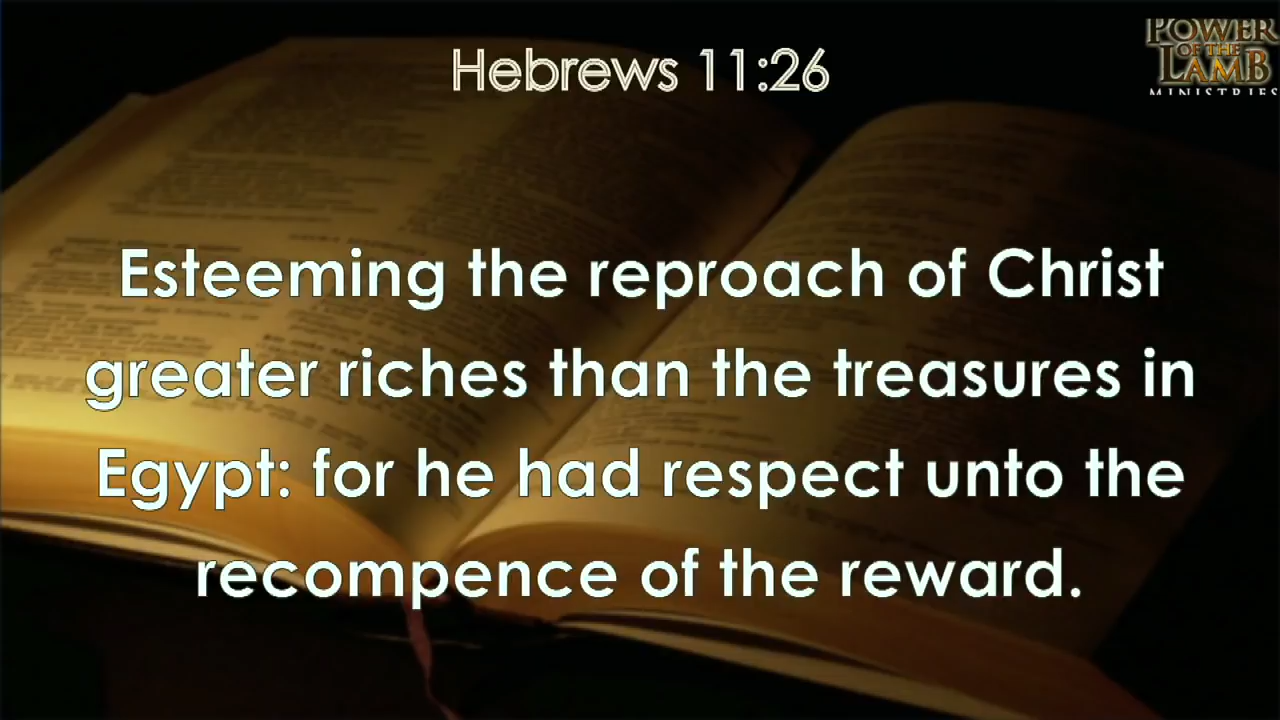 Hebrews 11:26
POWER
OF THE
LAMB
MINISTRIES
Esteeming the reproach of Christ
greater riches than the treasures in
Egypt: for he had respect unto the
recompence of the reward.